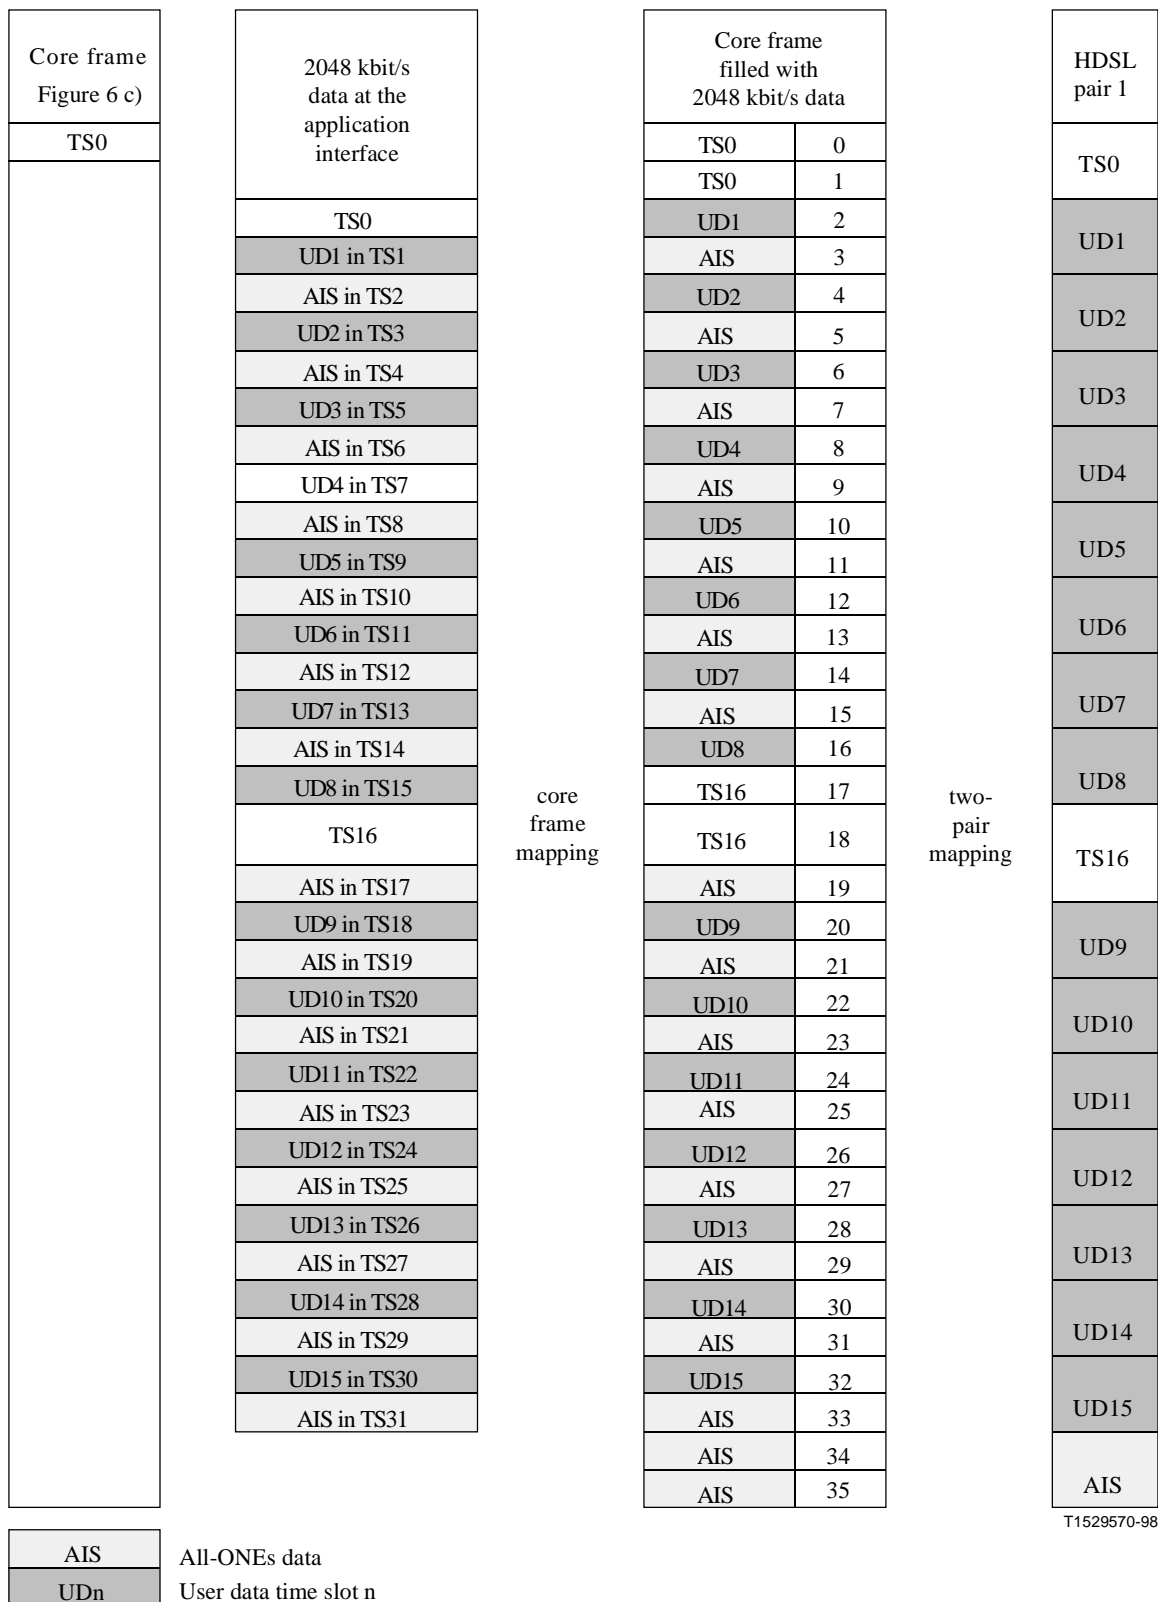 Core frame
Figure 6 c)
TS0
2048 kbit/s
data at the
application
interface
TS0
UD1 in TS1
AIS in TS2
UD2 in TS3
AIS in TS4
UD3 in TS5
AIS in TS6
UD4 in TS7
AIS in TS8
UD5 in TS9
AIS in TS10
UD6 in TS11
AIS in TS12
UD7 in TS13
AIS in TS14
UD8 in TS15
TS16
AIS in TS17
UD9 in TS18
AIS in TS19
UD10 in TS20
AIS in TS21
UD11 in TS22
AIS in TS23
UD12 in TS24
AIS in TS25
UD13 in TS26
AIS in TS27
UD14 in TS28
AIS in TS29
UD15 in TS30
AIS in TS31
core
frame
mapping
Core frame
filled with
2048 kbit/s data
TS0 0
TS0 1
UD1 2
AIS 3
UD2 4
AIS 5
UD3 6
AIS 7
UD4 8
AIS 9
UD5 10
AIS 11
UD6 12
AIS 13
UD7 14
AIS 15
UD8 16
TS16 17
TS16 18
AIS 19
UD9 20
AIS 21
UD10 22
AIS 23
UD11 24
AIS 25
UD12 26
AIS 27
UD13 28
AIS 29
UD14 30
AIS 31
UD15 32
AIS 33
AIS 34
AIS 35
two-
pair
mapping
HDSL
pair 1
TS0
UD1
UD2
UD3
UD4
UD5
UD6
UD7
UD8
TS16
UD9
UD10
UD11
UD12
UD13
UD14
UD15
AIS
T1529570-98
AIS All-ONEs data
UDn User data time slot n